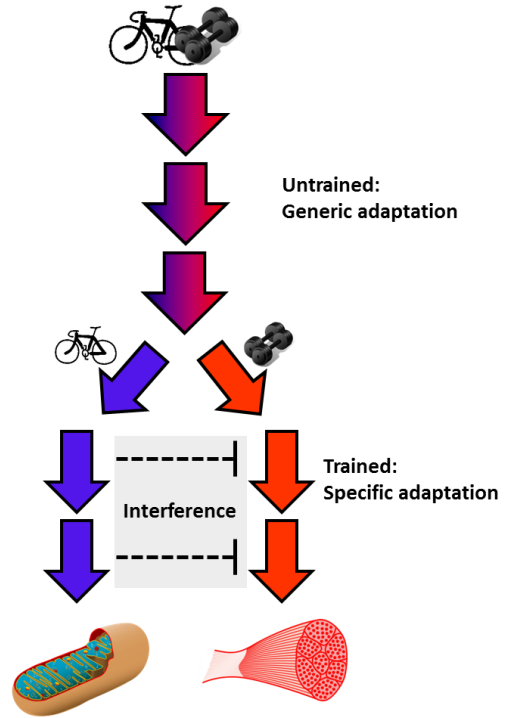 Untrained:
Generic adaptation
Trained:
Specific adaptation
Interference